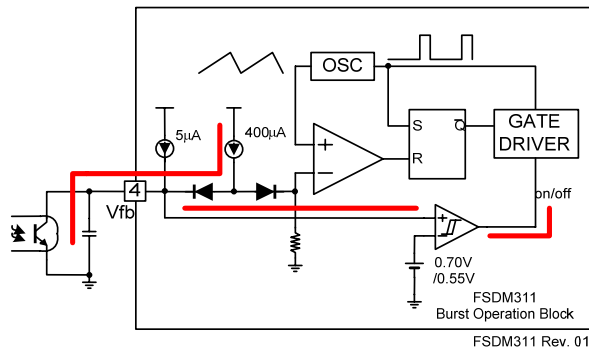 OSC
5µA
400µA
+
−
S
Q
R
GATE
DRIVER
4
Vfb
on/off
+
−
0.70V
/0.55V
FSDM311
Burst Operation Block
FSDM311 Rev. 01